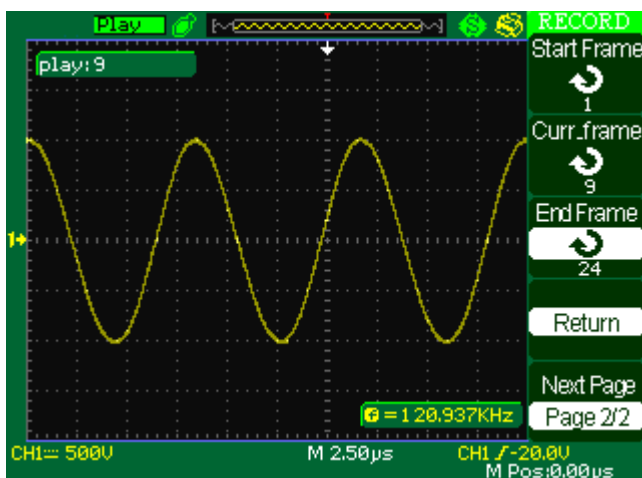 Play
RECORD
play:9
Start Frame
1
Curr_frame
9
End Frame
24
Return
Next Page
Page 2/2
1
f=120.937KHz
CH1 500V
M 2.50µs
CH1 -20.0V
M Pos:0.00µs